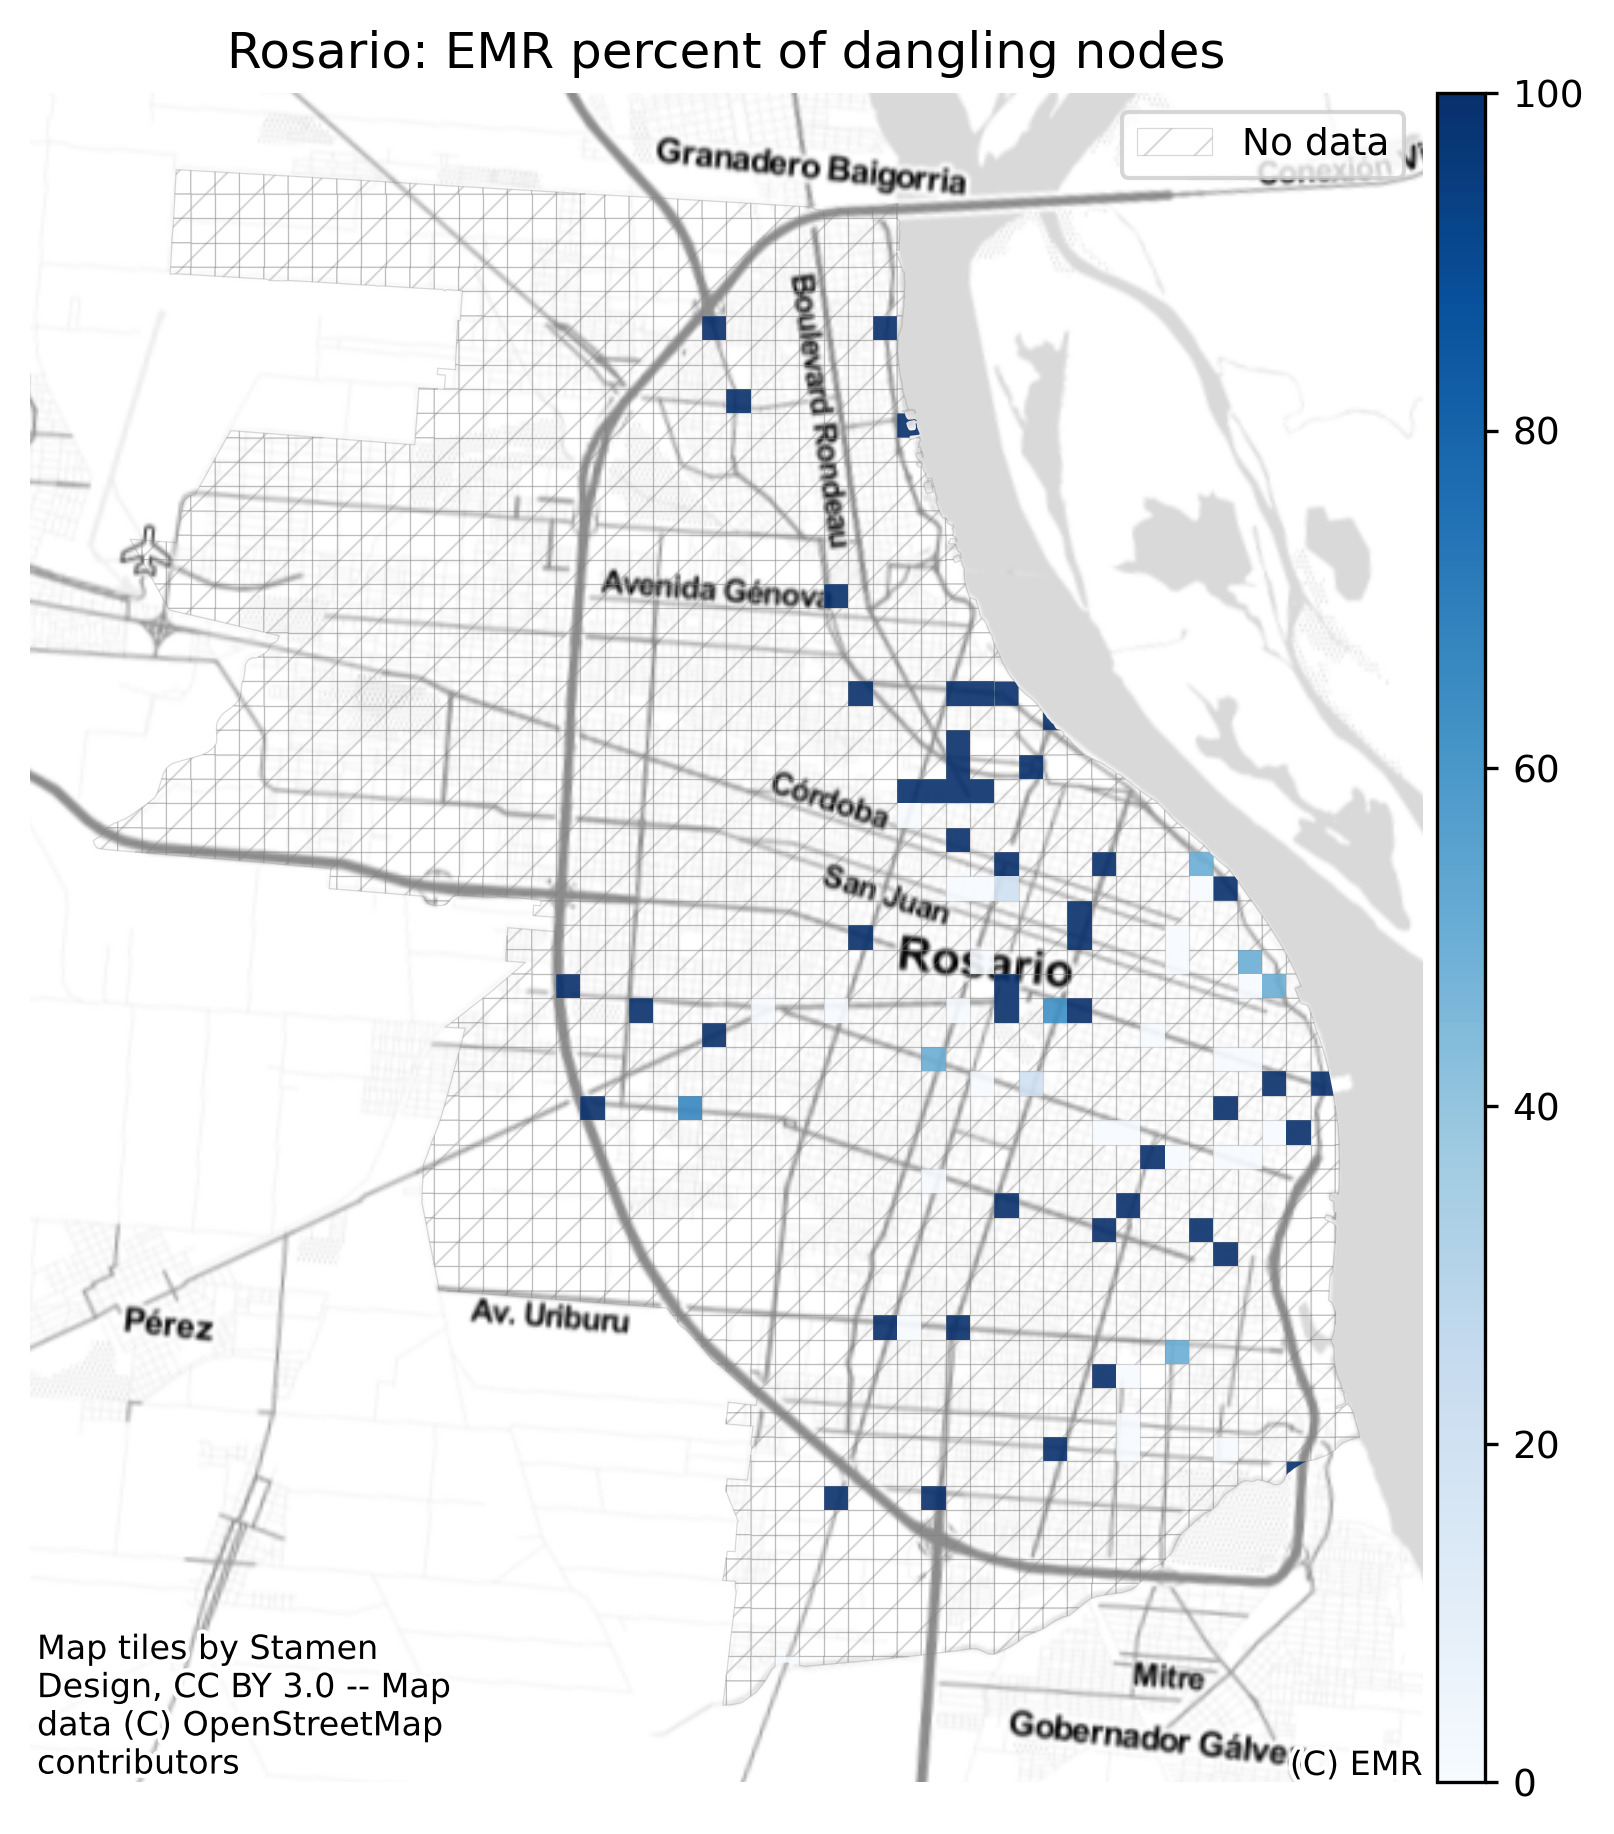 Rosario: EMR percent of dangling nodes
100
No data
Granadero Baigorria
Conexión
Boulevard Rondeau
80
Avenida Génova
60
Córdoba
San Juan
Rosario
40
Pérez
Av. Uriburu
20
Map tiles by Stamen
Design, CC BY 3.0 -- Map
data (C) OpenStreetMap
contributors
Mitre
Gobernador
(C) EMR
0